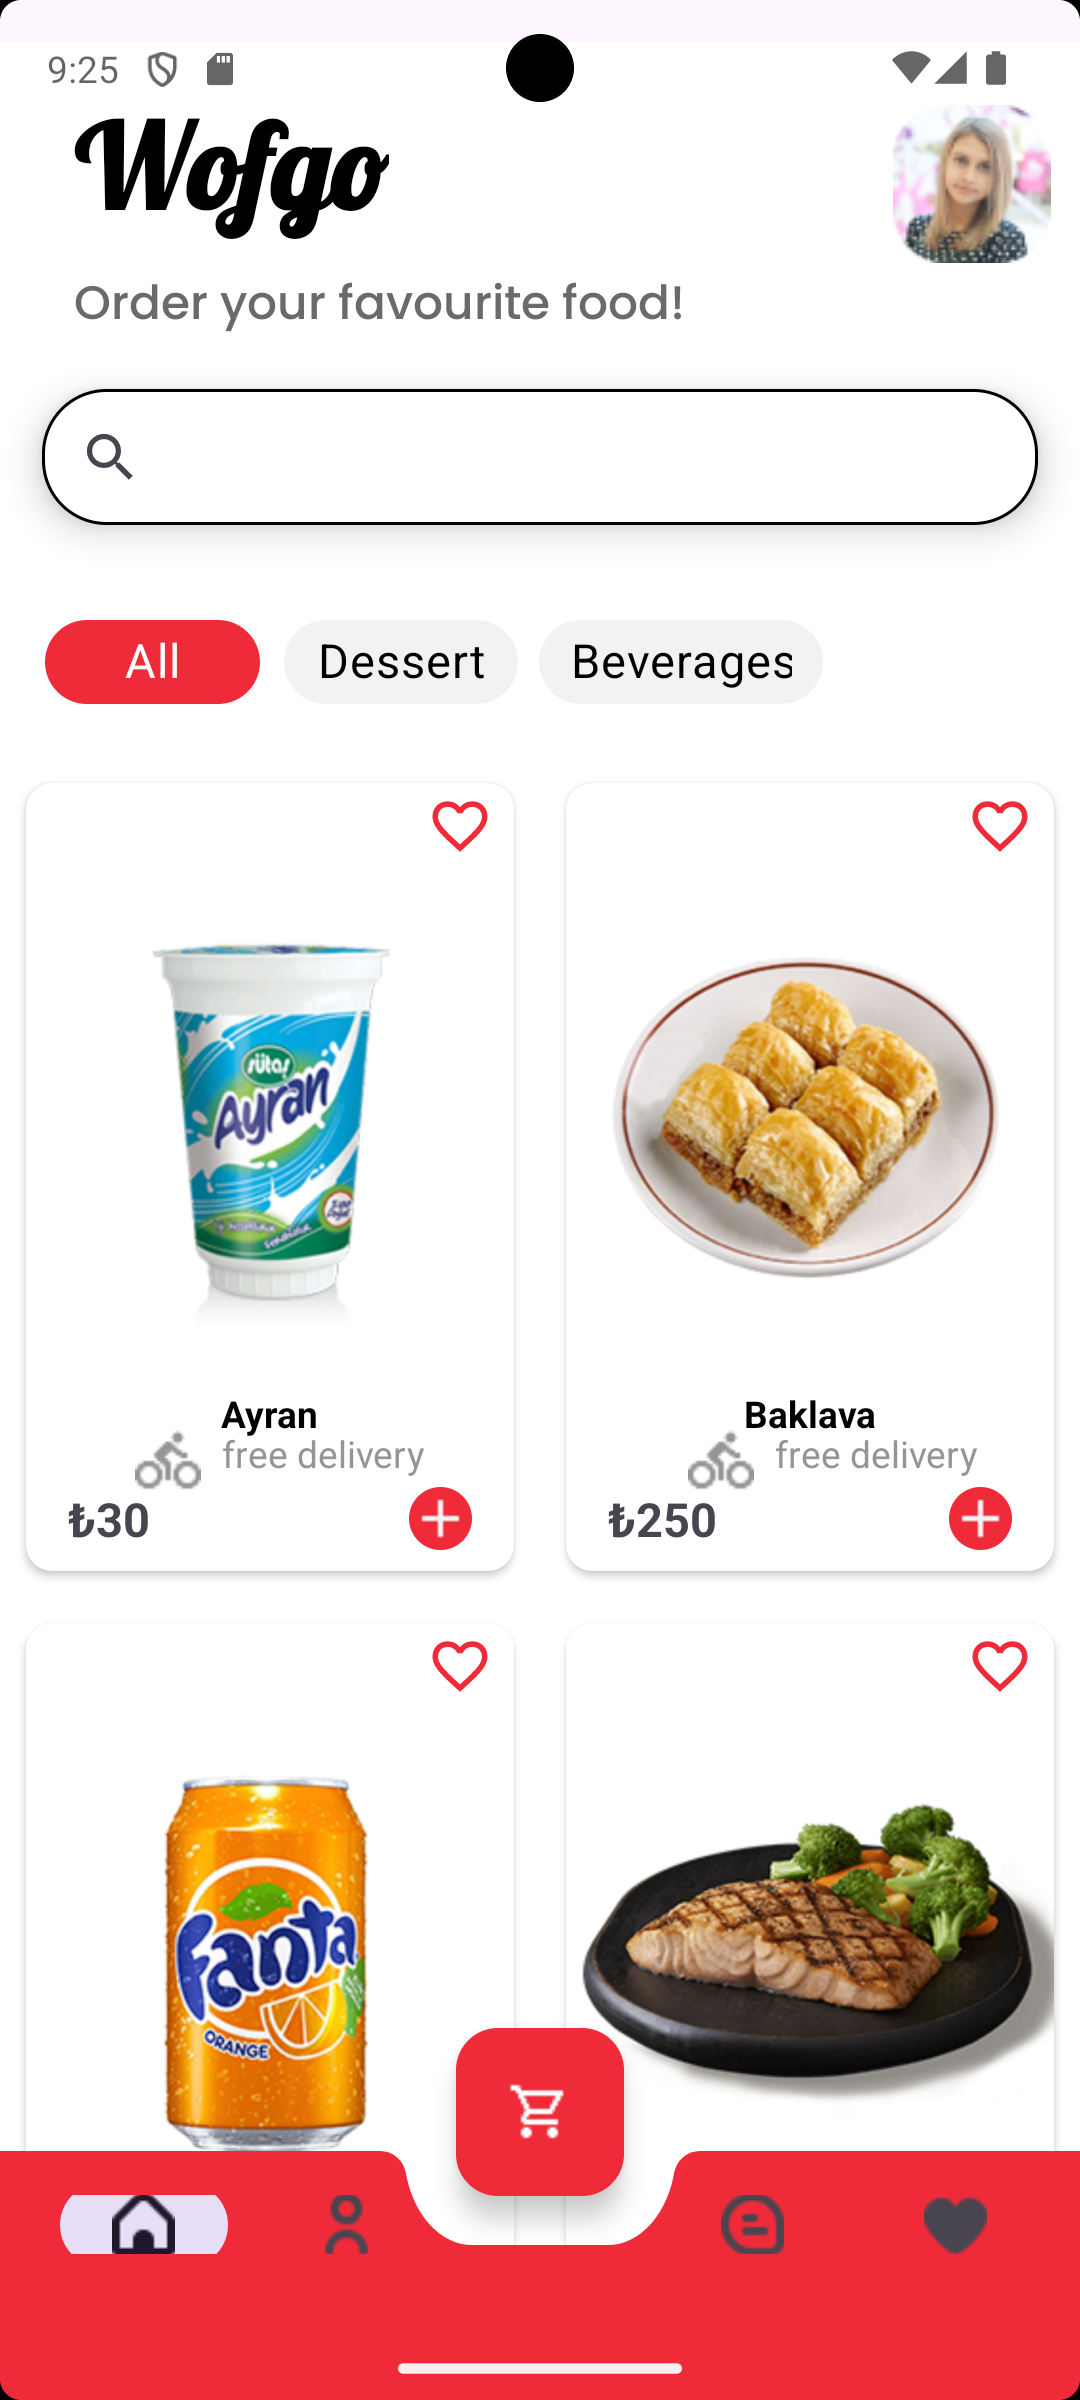 9:25
Wofgo
Order your favourite food!
All
Dessert
Beverages
sütaş
Ayran
Ayran
free delivery
₺30
Baklava
free delivery
₺250
Fanta
ORANGE